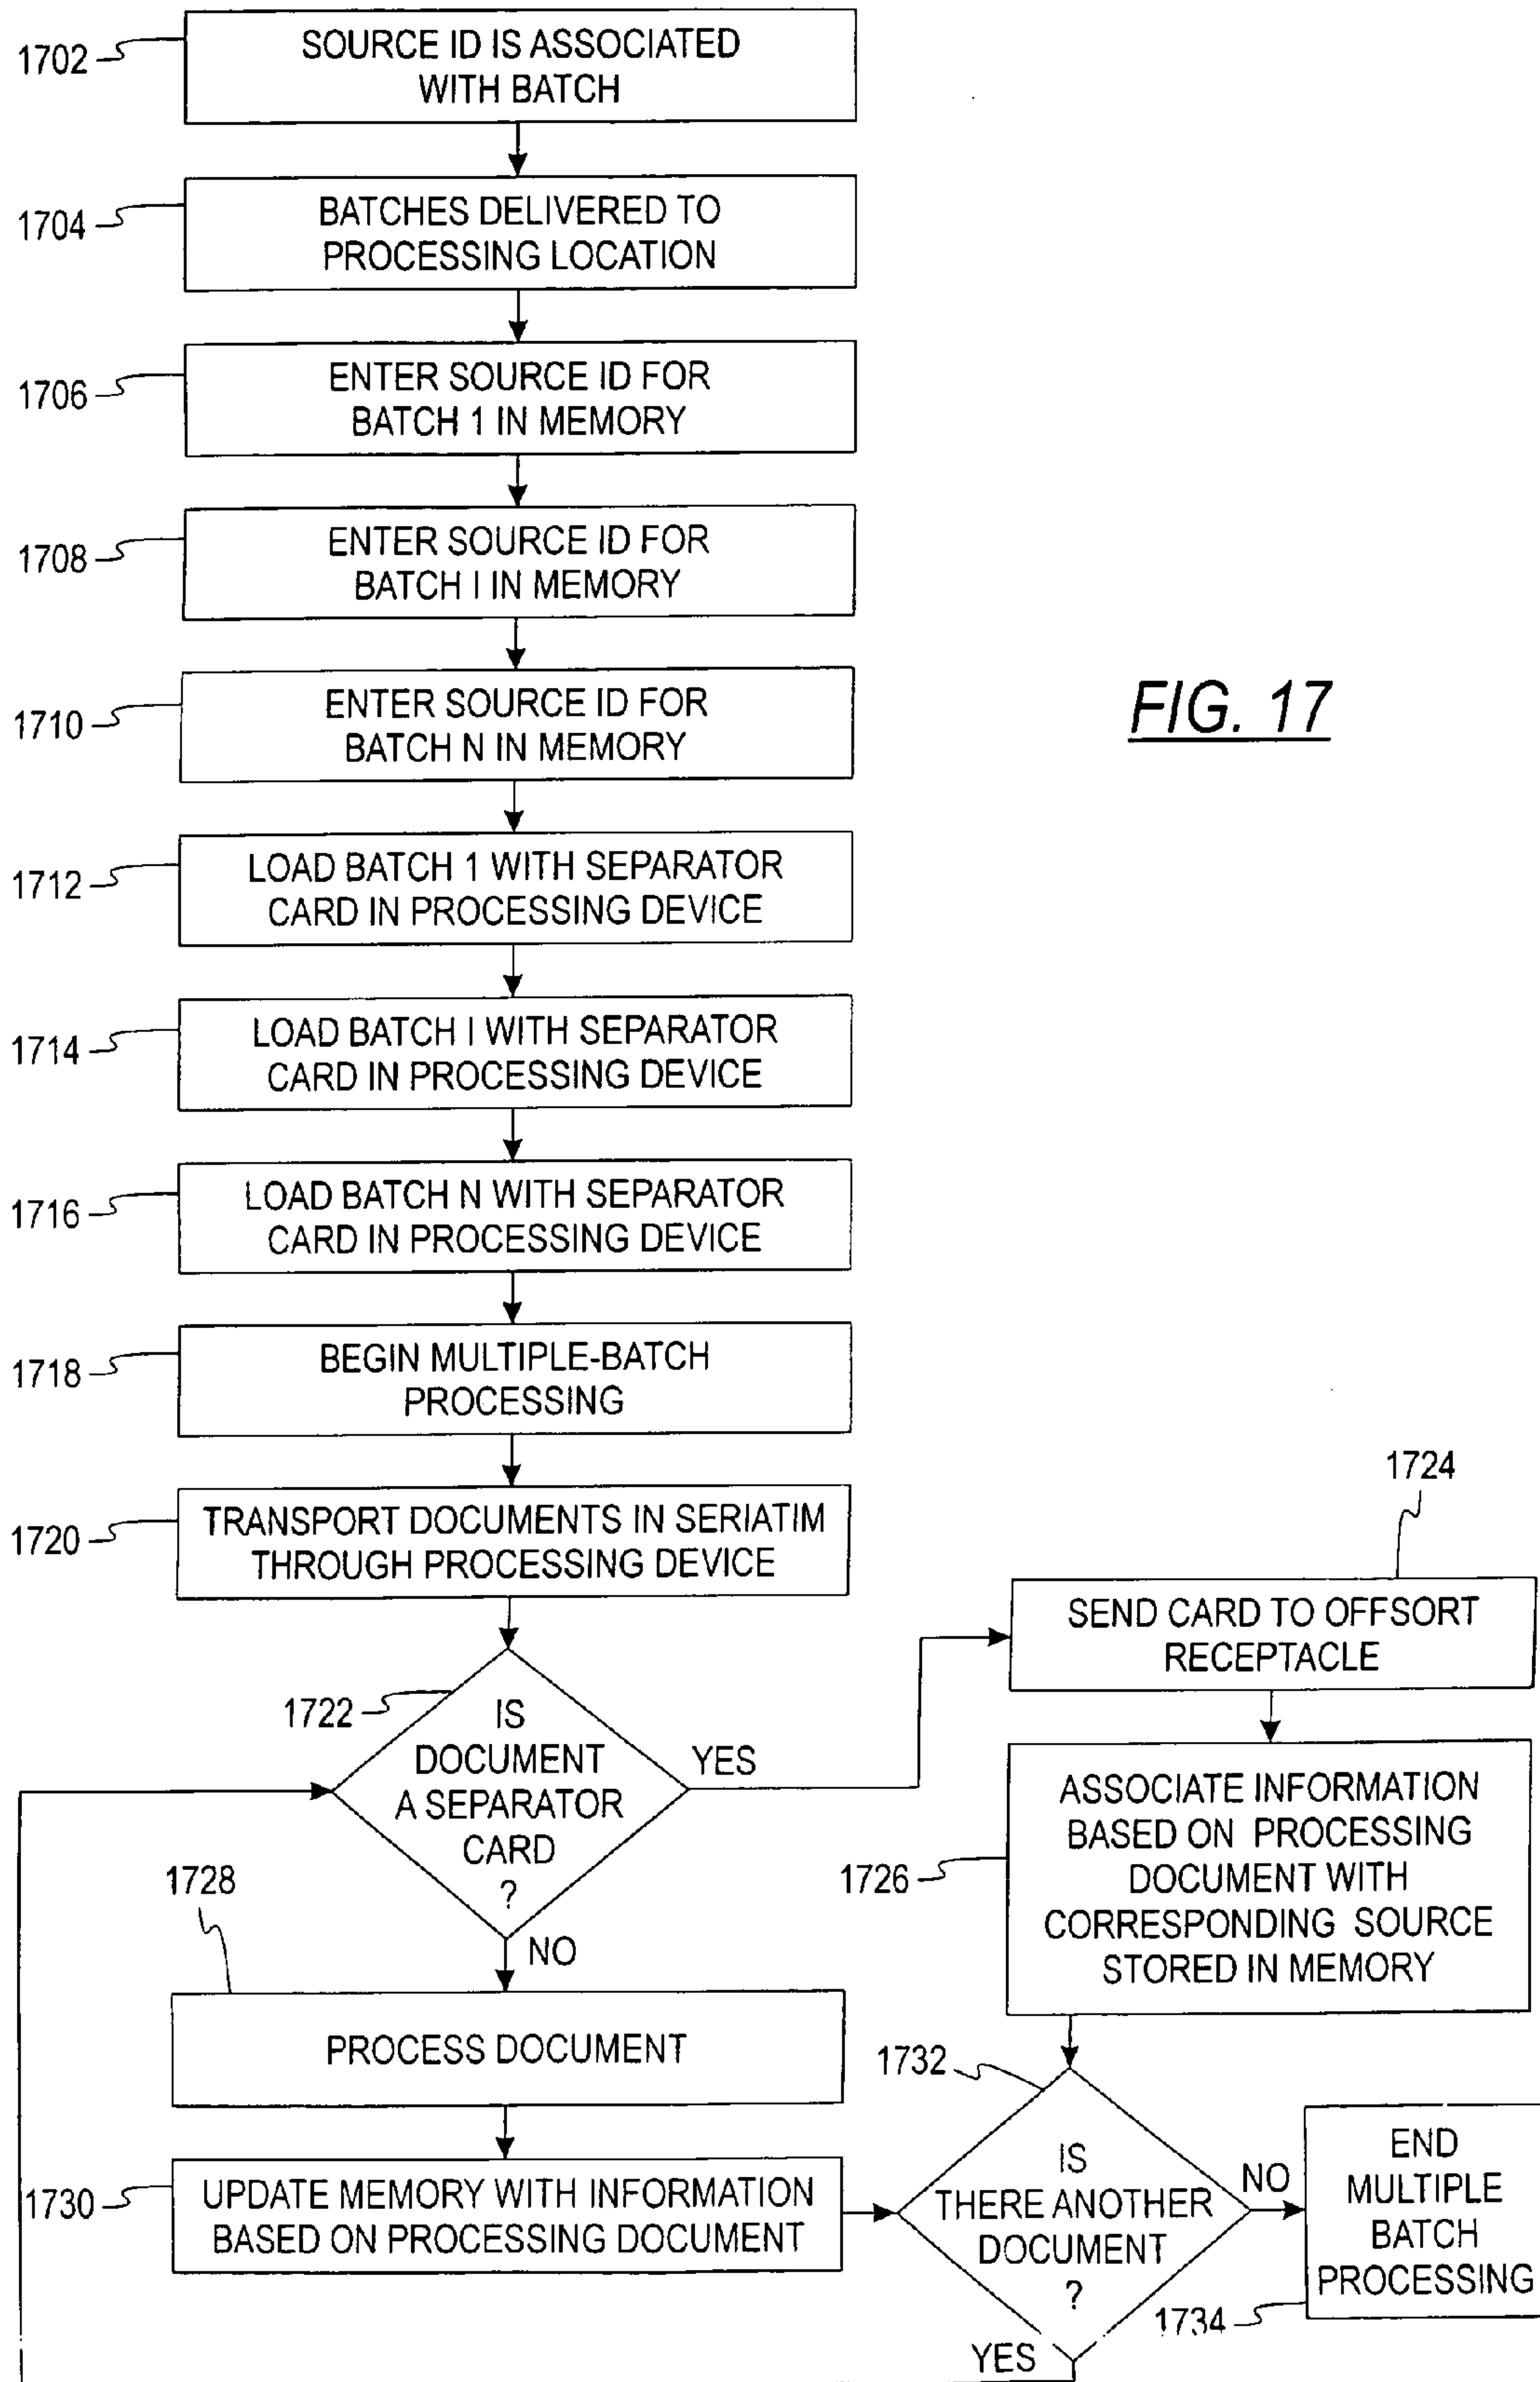 1702
SOURCE ID IS ASSOCIATED
WITH BATCH
1704
BATCHES DELIVERED TO
PROCESSING LOCATION
1706
ENTER SOURCE ID FOR
BATCH 1 IN MEMORY
1708
ENTER SOURCE ID FOR
BATCH I IN MEMORY
1710
ENTER SOURCE ID FOR
BATCH N IN MEMORY
FIG. 17
1712
LOAD BATCH 1 WITH SEPARATOR
CARD IN PROCESSING DEVICE
1714
LOAD BATCH I WITH SEPARATOR
CARD IN PROCESSING DEVICE
1716
LOAD BATCH N WITH SEPARATOR
CARD IN PROCESSING DEVICE
1718
BEGIN MULTIPLE-BATCH
PROCESSING
1720
TRANSPORT DOCUMENTS IN SERIATIM
THROUGH PROCESSING DEVICE
1722
IS
DOCUMENT
A SEPARATOR
CARD
?
YES
NO
1724
SEND CARD TO OFFSORT
RECEPTACLE
1726
ASSOCIATE INFORMATION
BASED ON PROCESSING
DOCUMENT WITH
CORRESPONDING SOURCE
STORED IN MEMORY
1728
PROCESS DOCUMENT
1730
UPDATE MEMORY WITH INFORMATION
BASED ON PROCESSING DOCUMENT
1732
IS
THERE ANOTHER
DOCUMENT
?
NO
YES
END
MULTIPLE
BATCH
PROCESSING
1734